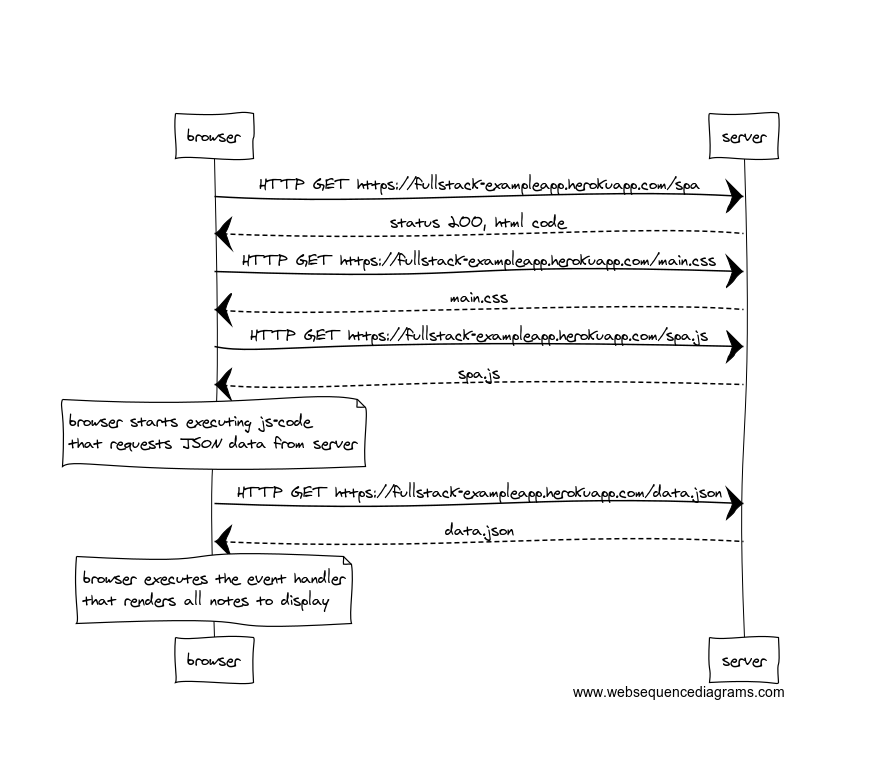 browser
server
HTTP GET https://fullstack-exampleapp.herokuapp.com/spa
status 200, html code
HTTP GET https://fullstack-exampleapp.herokuapp.com/main.css
main.css
HTTP GET https://fullstack-exampleapp.herokuapp.com/spa.js
spa.js
browser starts executing js-code
that requests JSON data from server
HTTP GET https://fullstack-exampleapp.herokuapp.com/data.json
data.json
browser executes the event handler
that renders all notes to display
browser
server
www.websequencediagrams.com